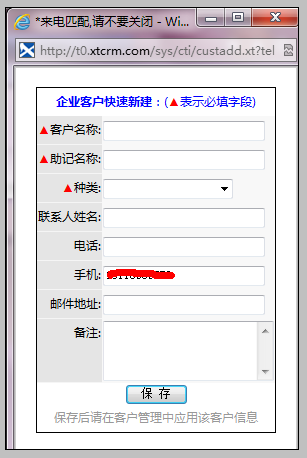 *来电匹配,请不要关闭 - Wi...
http://t0.xtcrm.com/sys/cti/custadd.xt?tel
企业客户快速新建：(▲表示必填字段)
▲客户名称:
▲助记名称:
▲种类:
联系人姓名:
电话:
手机:
邮件地址:
备注:
保 存
保存后请在客户管理中应用该客户信息